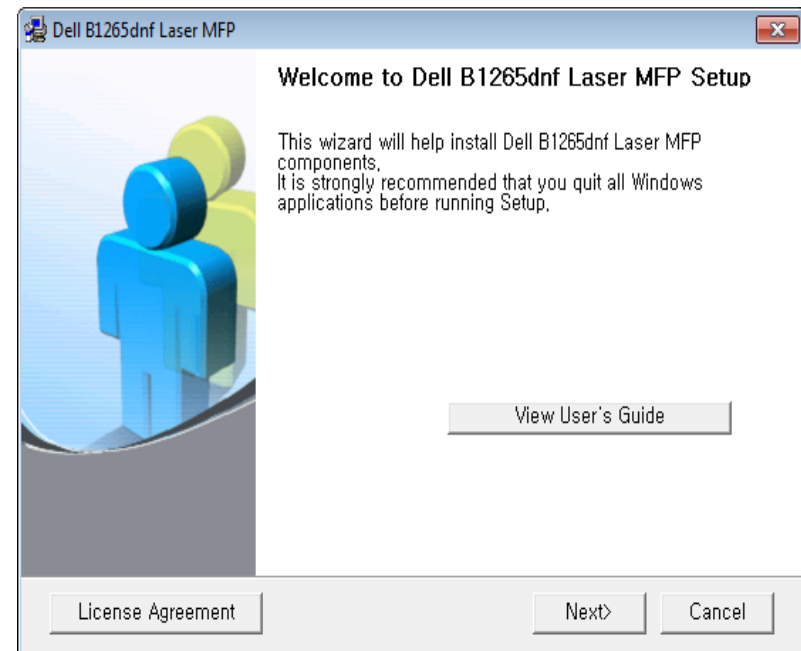 Dell B1265dnf Laser MFP
Welcome to Dell B1265dnf Laser MFP Setup
This wizard will help install Dell B1265dnf Laser MFP
components,
It is strongly recommended that you quit all Windows
applications before running Setup,
View User's Guide
License Agreement
Next>
Cancel